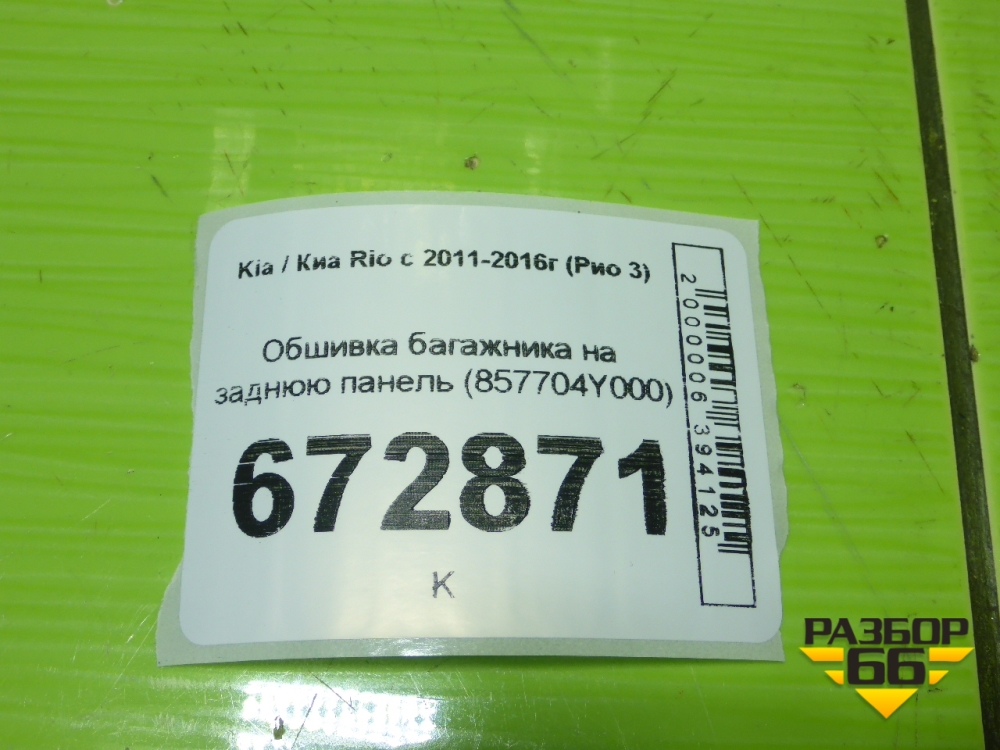 Kia / Киа Rio с 2011-2016г (Рио 3)
Обшивка багажника на
заднюю панель (857704Y000)
672871
К
2000006394125
РАЗБОР
66